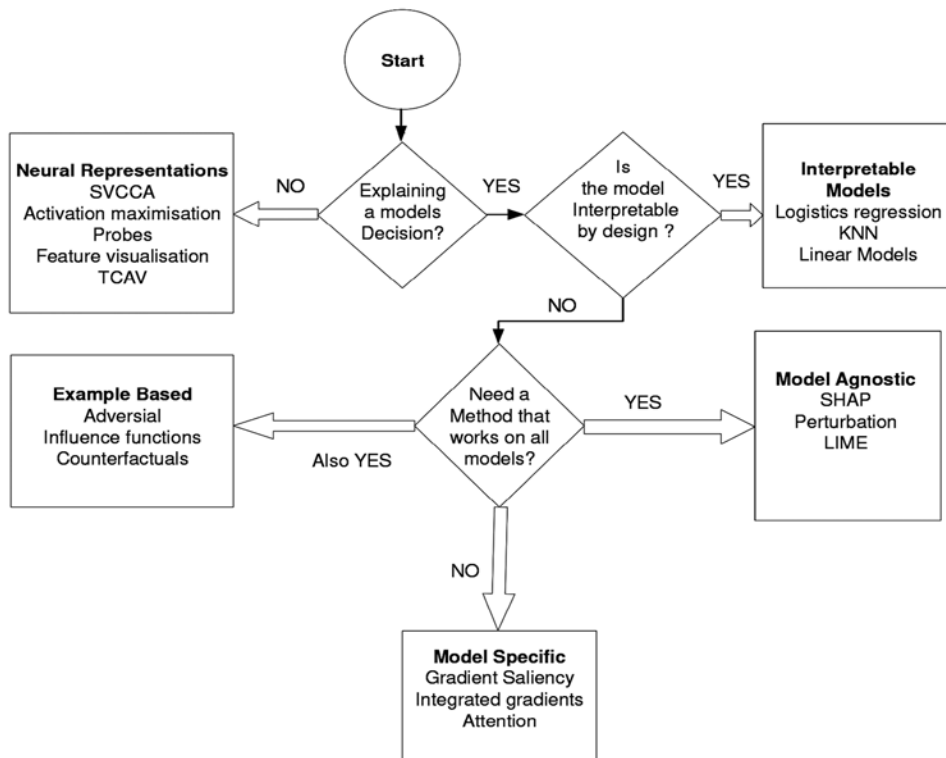 Start
Neural Representations
SVCCA
Activation maximisation
Probes
Feature visualisation
TCAV
NO
Explaining
a models
Decision?
YES
Is
the model
Interpretable
by design ?
YES
Interpretable
Models
Logistics regression
KNN
Linear Models
NO
Example Based
Adversial
Influence functions
Counterfactuals
Also YES
Need a
Method that
works on all
models?
YES
Model Agnostic
SHAP
Perturbation
LIME
NO
Model Specific
Gradient Saliency
Integrated gradients
Attention